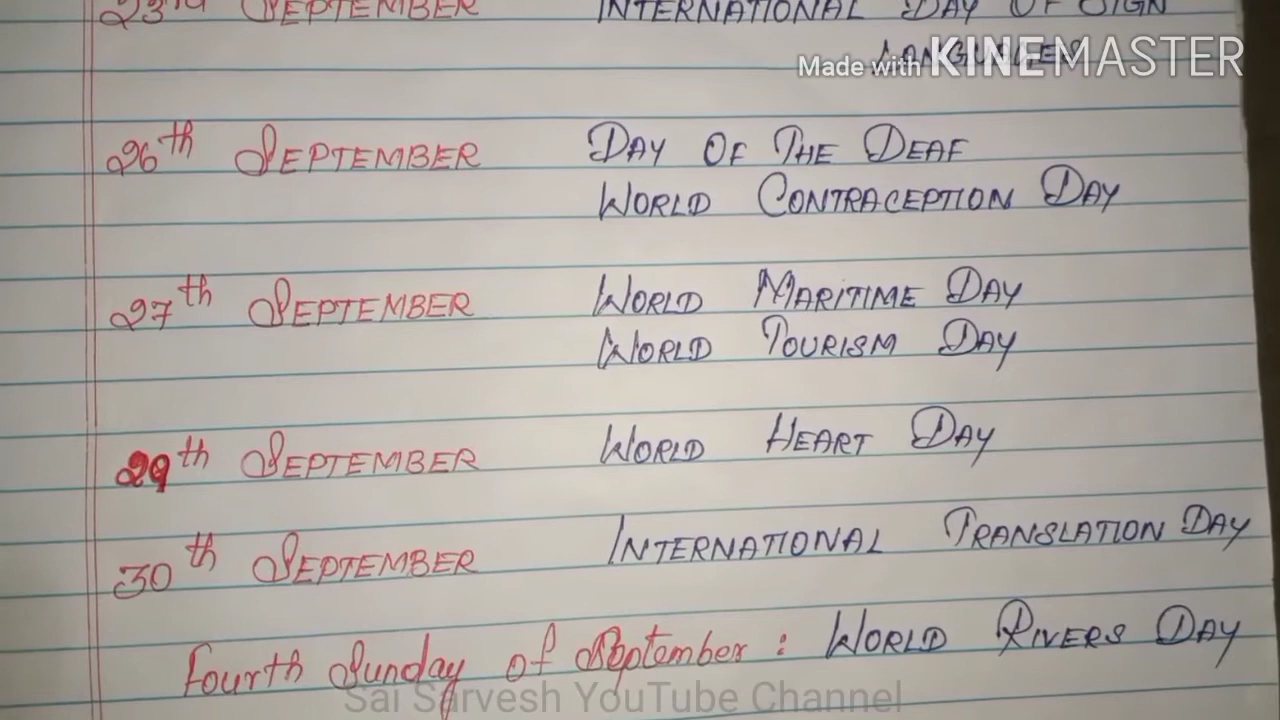 23rd September International Day Of Sign
Languages
Made with KINEMASTER
26th September Day Of The Deaf
World Contraception Day
27th September World Maritime Day
World Tourism Day
29th September World Heart Day
30th September International Translation Day
Fourth Sunday of September : World Rivers Day
Sai Sarvesh YouTube Channel